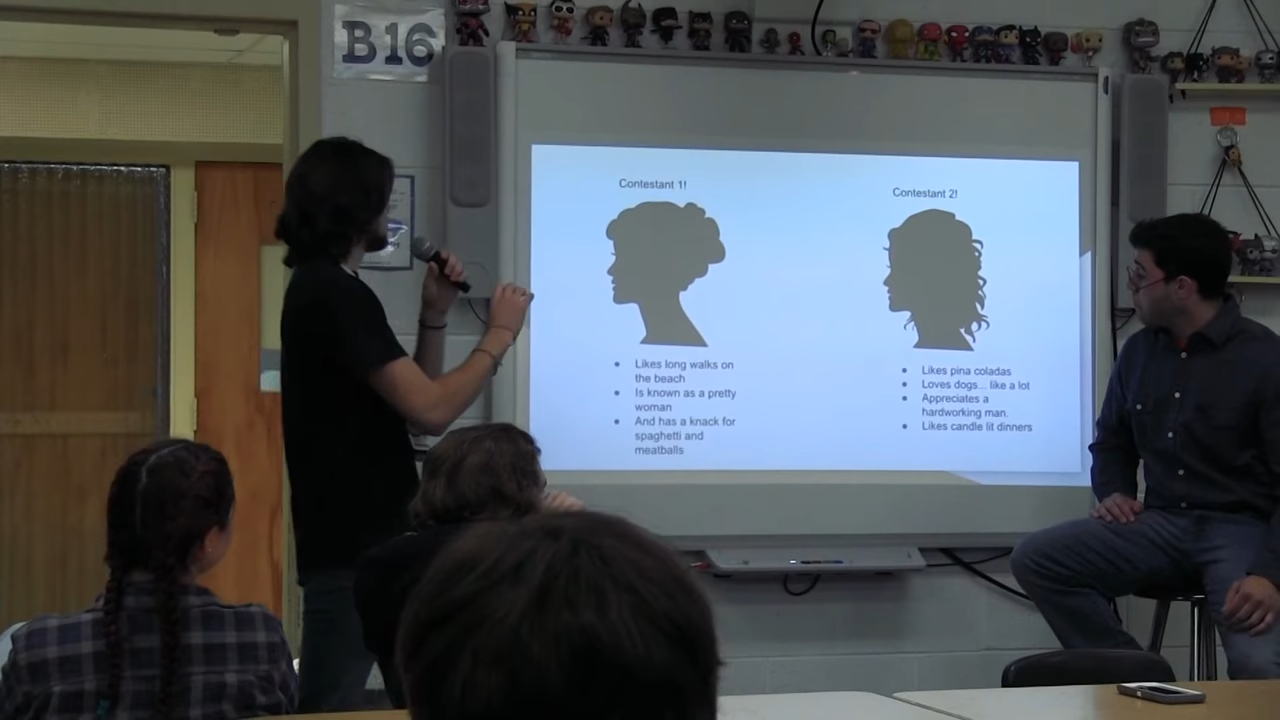 B16
Contestant 1!
Likes long walks on
the beach
Is known as a pretty
woman
And has a knack for
spaghetti and
meatballs
Contestant 2!
Likes pina coladas
Loves dogs... like a lot
Appreciates a
hardworking man.
Likes candle lit dinners